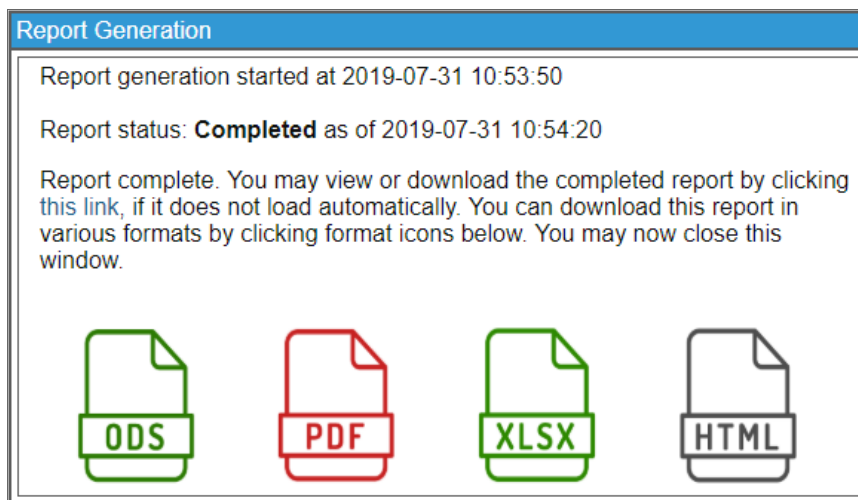 Report Generation
Report generation started at 2019-07-31 10:53:50
Report status: Completed as of 2019-07-31 10:54:20
Report complete. You may view or download the completed report by clicking
this link, if it does not load automatically. You can download this report in
various formats by clicking format icons below. You may now close this
window.
ODS PDF XLSX HTML